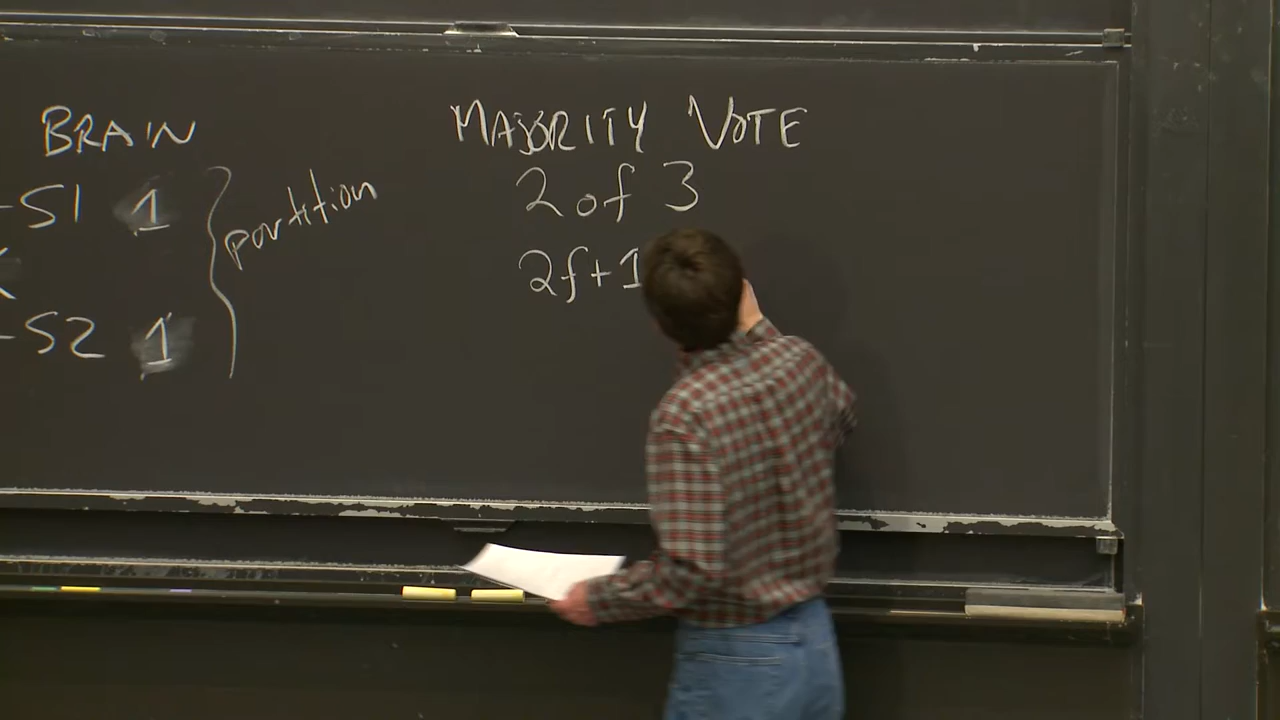 BRAIN
-S1 1
-S2 1
partition
MAJORITY VOTE
2 of 3
2f+1